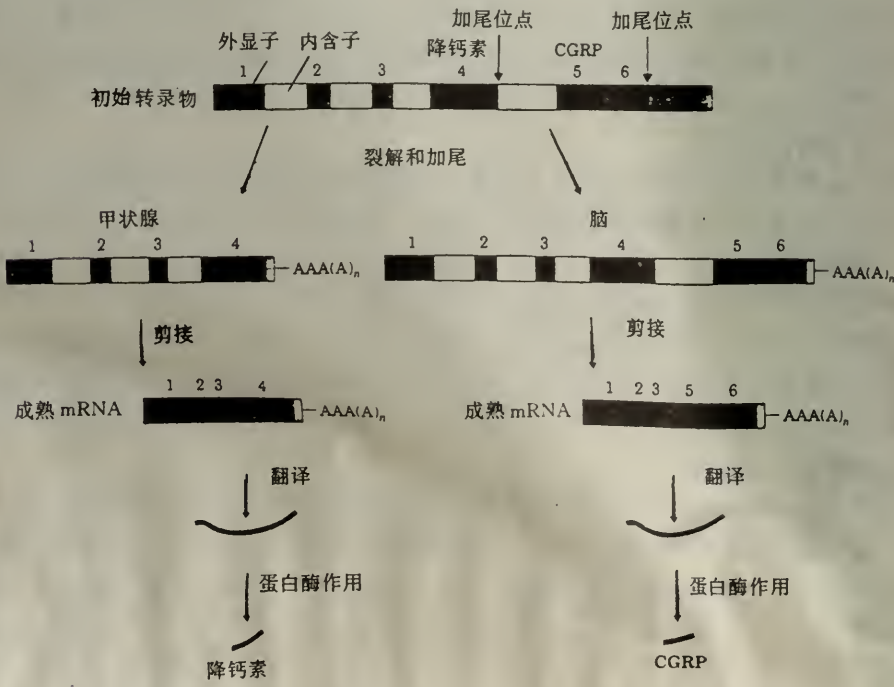 加尾位点 加尾位点
外显子 内含子 降钙素 CGRP
1 2 3 4 5 6
初始转录物
裂解和加尾
甲状腺 脑
1 2 3 4 1 2 3 4 5 6
AAA(A)n AAA(A)n
剪接 剪接
1 2 3 4 1 2 3 5 6
成熟 mRNA AAA(A)n 成熟 mRNA AAA(A)n
翻译 翻译
蛋白酶作用 蛋白酶作用
降钙素 CGRP